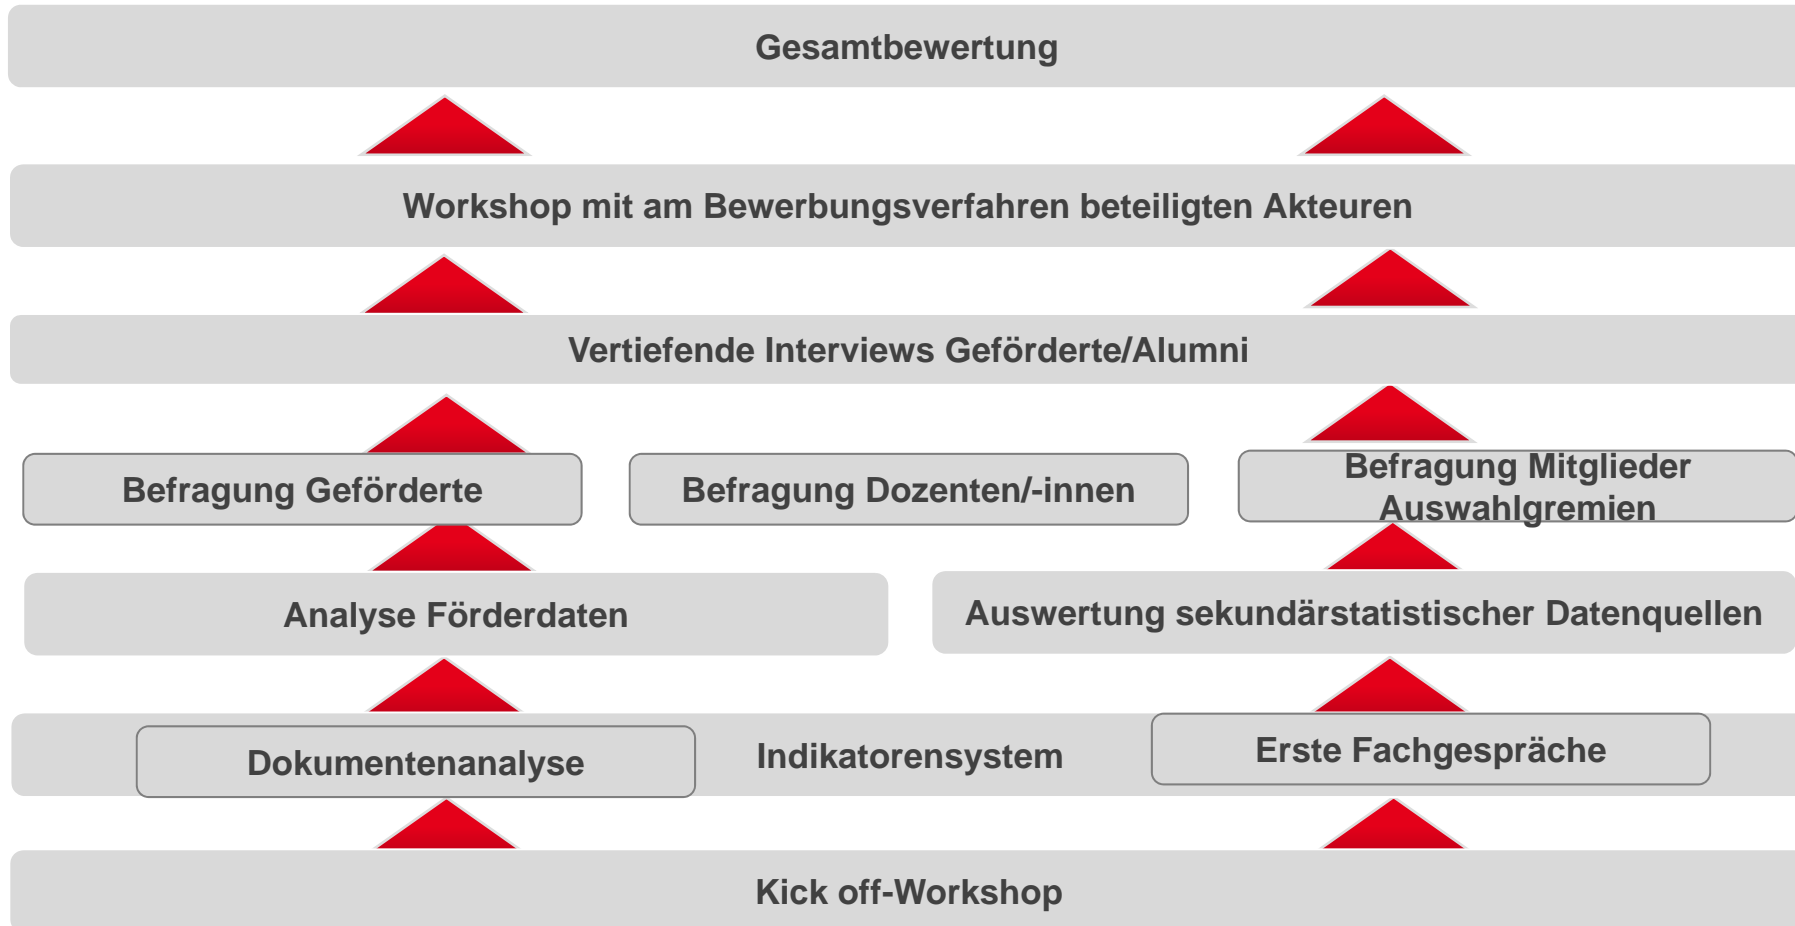 Gesamtbewertung
Workshop mit am Bewerbungsverfahren beteiligten Akteuren
Vertiefende Interviews Geförderte/Alumni
Befragung Geförderte
Befragung Dozenten/-innen
Befragung Mitglieder
Auswahlgremien
Analyse Förderdaten
Auswertung sekundärstatistischer Datenquellen
Dokumentenanalyse
Indikatorensystem
Erste Fachgespräche
Kick off-Workshop